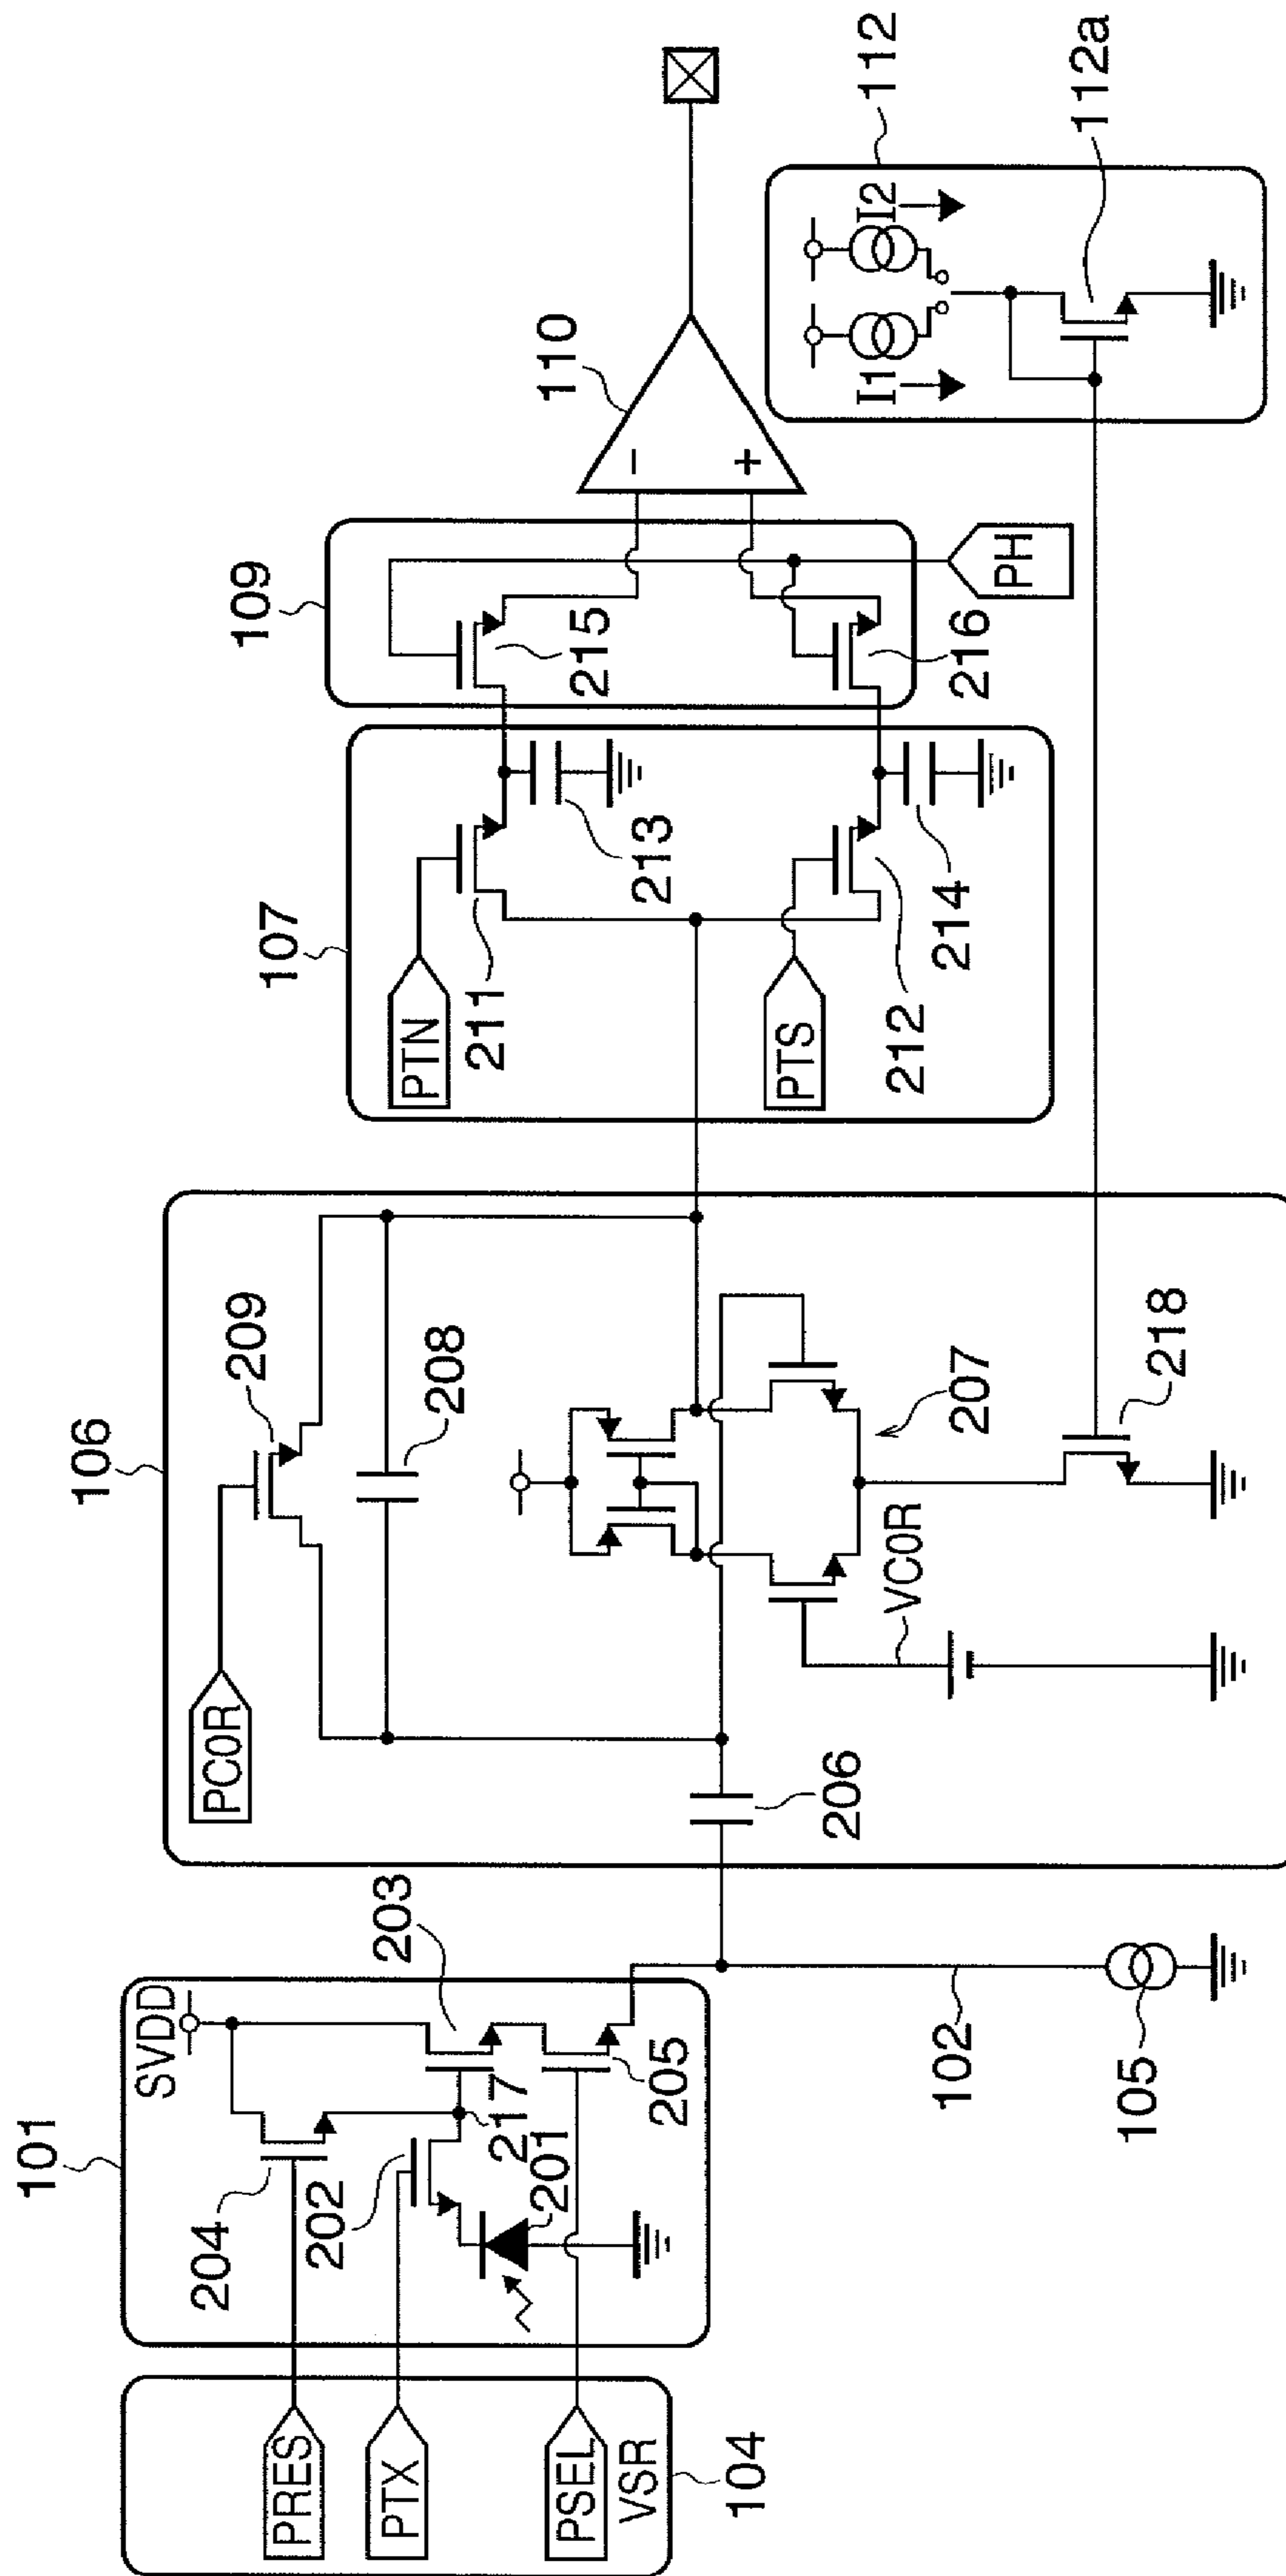 101
SVDD
204
202
217
201
203
205
PRES
PTX
PSEL
VSR
104
102
105
106
PC0R
209
208
206
207
VC0R
218
107
PTN
211
213
PTS
212
214
109
215
216
PH
110
−
+
112
I1
I2
112a